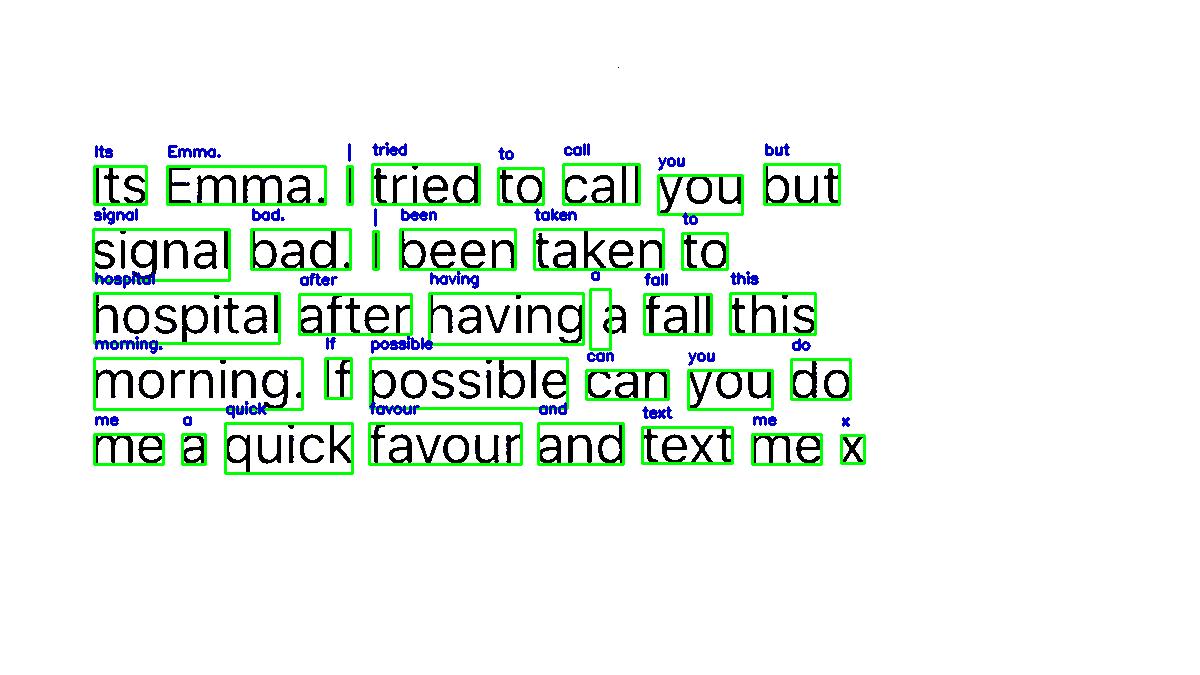 Its Emma. I tried to call you but
signal bad. I been taken to
hospital after having a fall this
morning. If possible can you do
me a quick favour and text me x